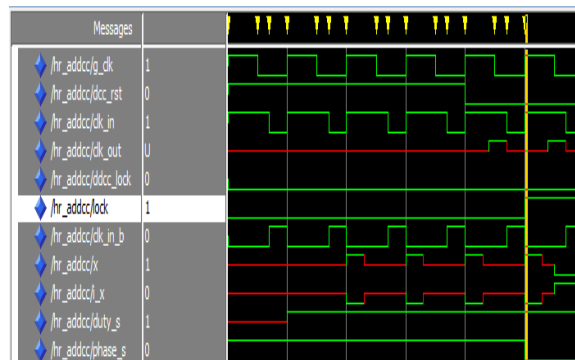 Messages
/hr_addcc/g_clk 1
/hr_addcc/dcc_rst 0
/hr_addcc/clk_in 1
/hr_addcc/clk_out U
/hr_addcc/ddcc_lock 0
/hr_addcc/lock 1
/hr_addcc/clk_in_b 0
/hr_addcc/x 1
/hr_addcc/i_x 0
/hr_addcc/duty_s 1
/hr_addcc/phase_s 0